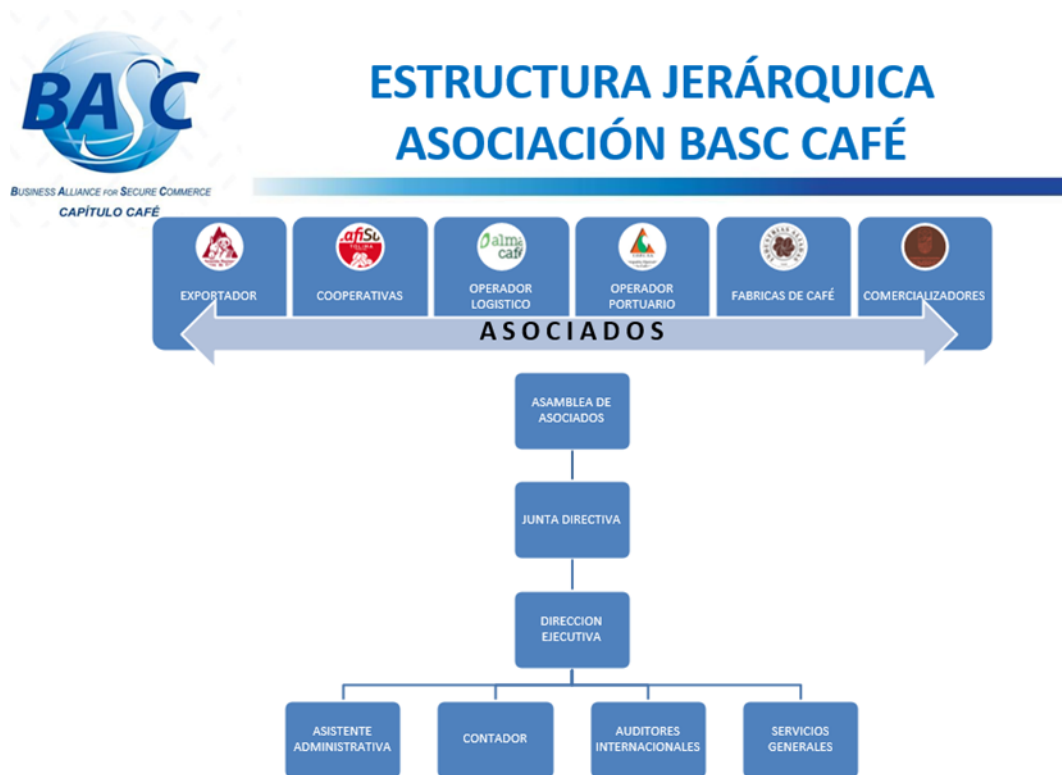 BASC
BUSINESS ALLIANCE FOR SECURE COMMERCE
CAPÍTULO CAFÉ
ESTRUCTURA JERÁRQUICA
ASOCIACIÓN BASC CAFÉ
EXPORTADOR
COOPERATIVAS
alma
café
OPERADOR
LOGISTICO
OPERADOR
PORTUARIO
FABRICAS DE CAFÉ
COMERCIALIZADORES
ASOCIADOS
ASAMBLEA DE
ASOCIADOS
JUNTA DIRECTIVA
DIRECCION
EJECUTIVA
ASISTENTE
ADMINISTRATIVA
CONTADOR
AUDITORES
INTERNACIONALES
SERVICIOS
GENERALES